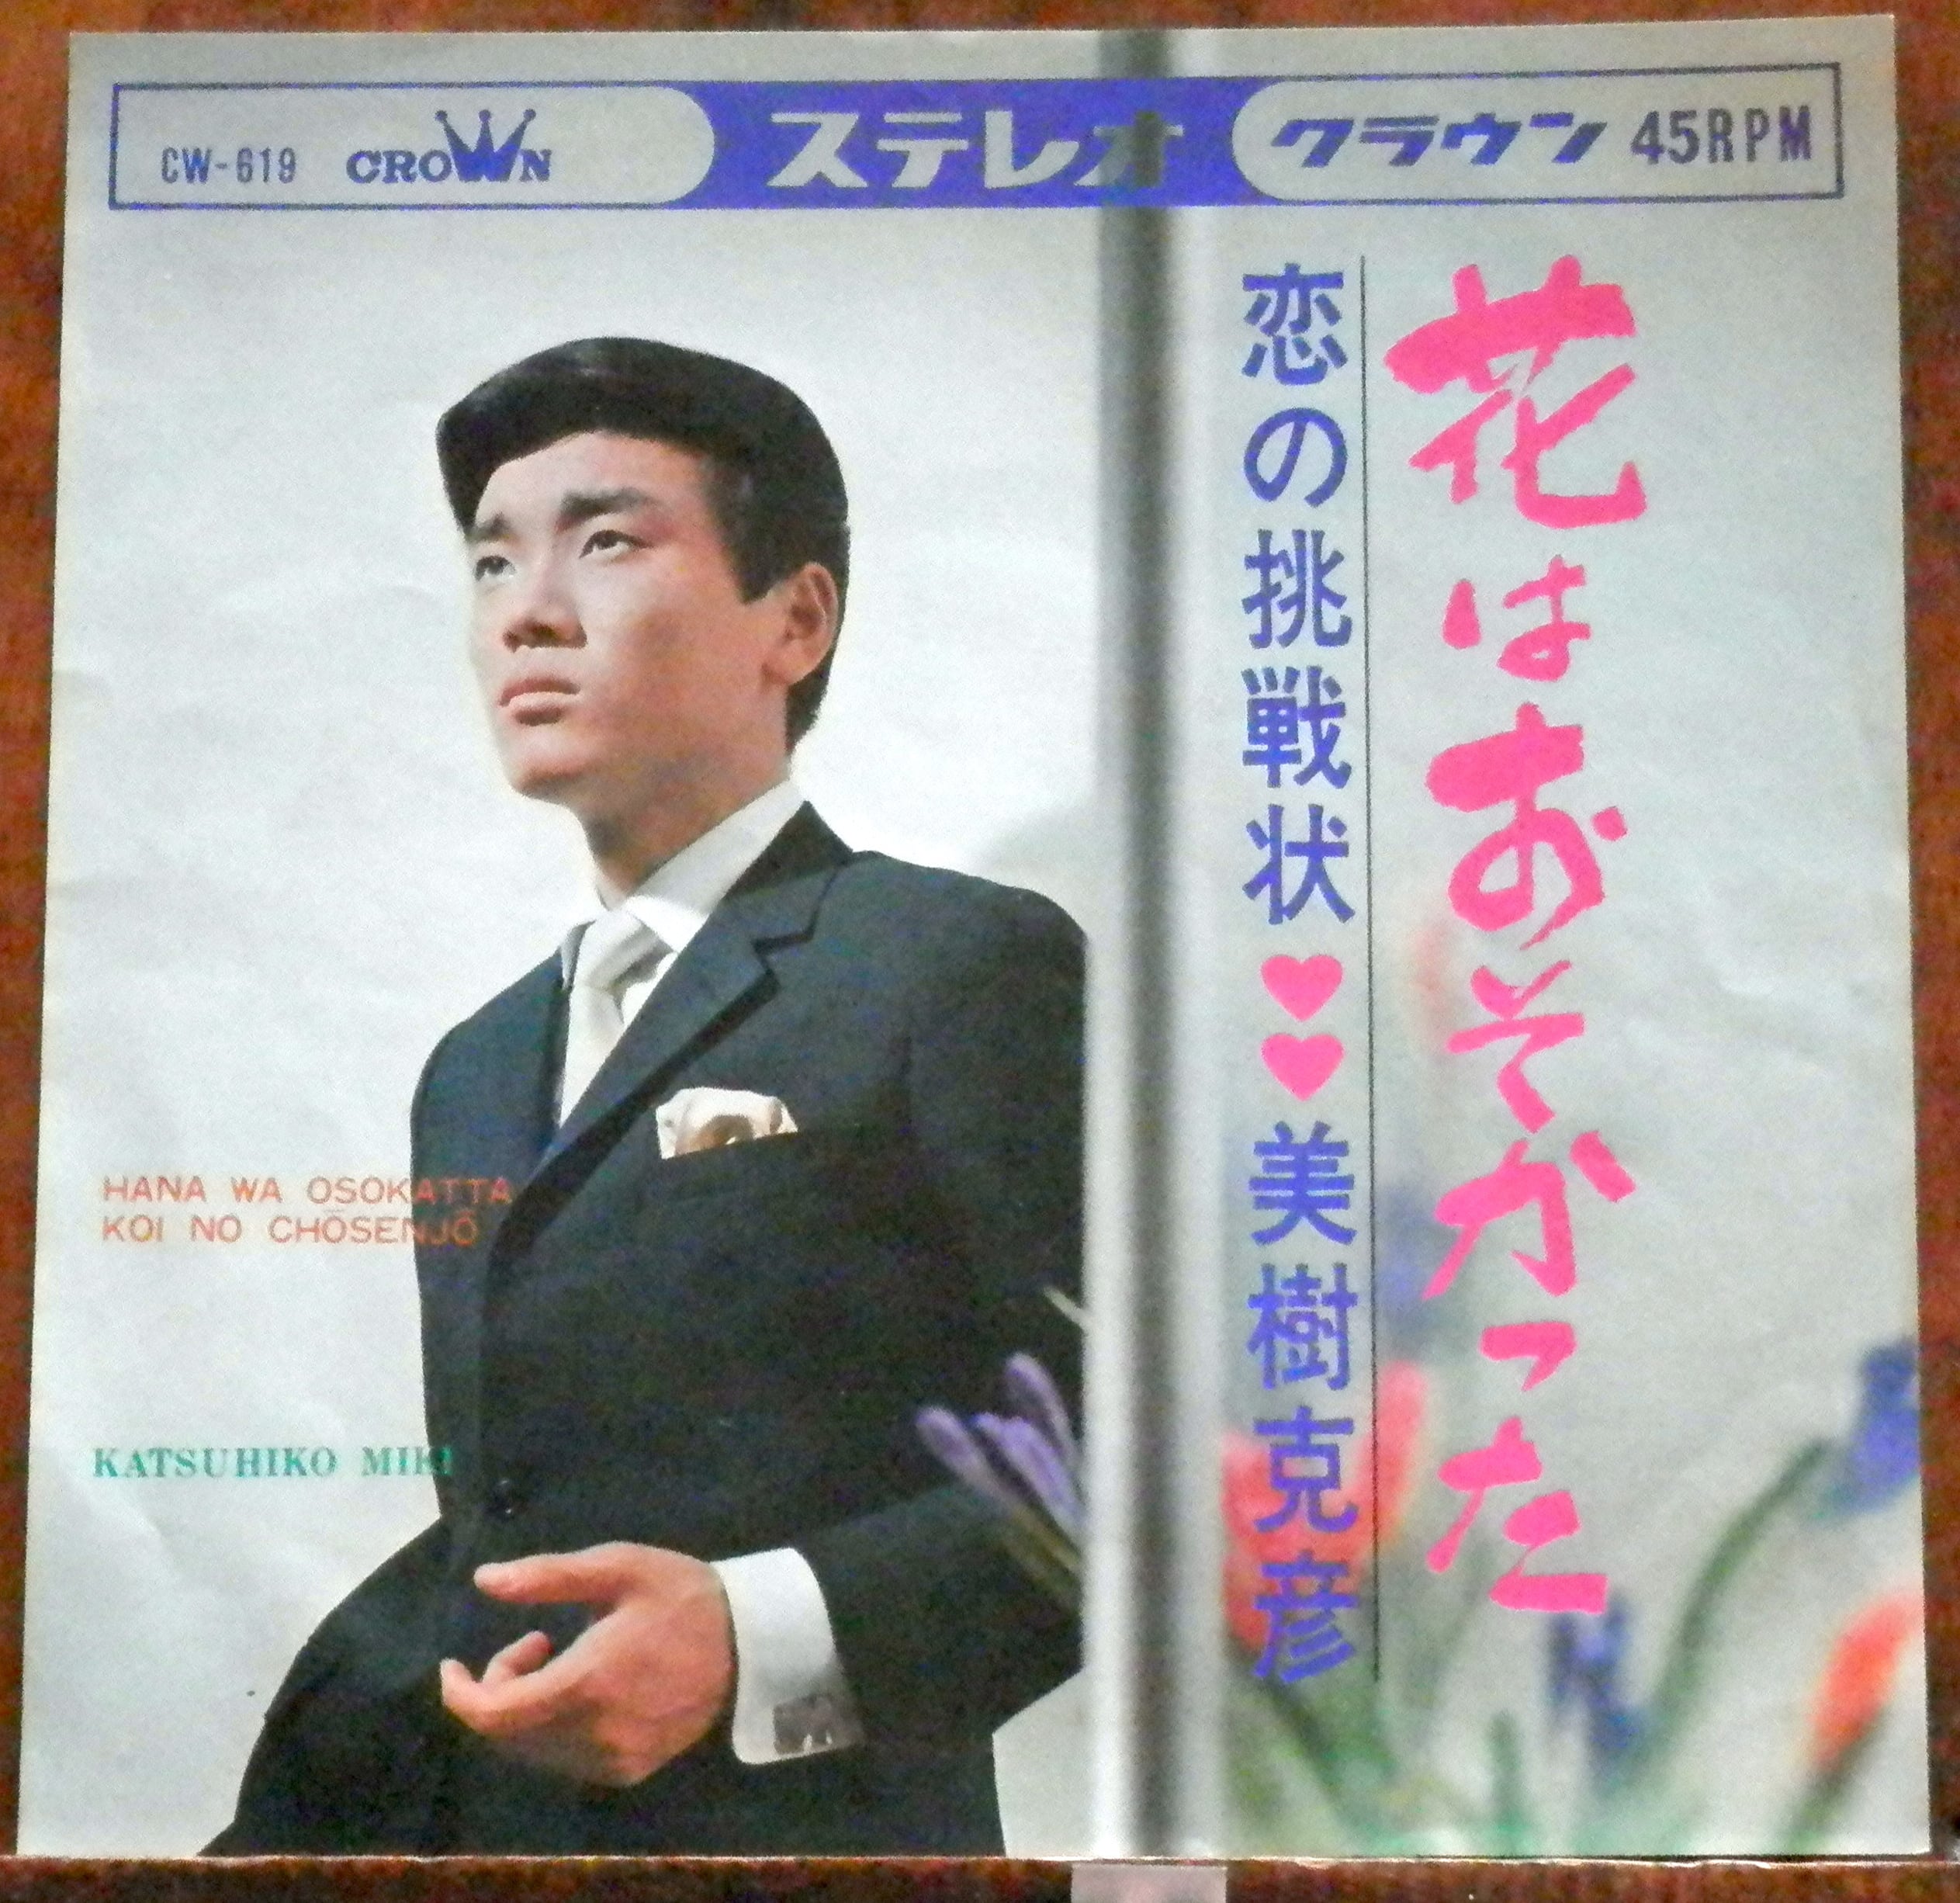 CW-619 CROWN ステレオ クラウン 45RPM
花はおそかった
恋の挑戦状♥♥美樹克彦
HANA WA OSOKATTA
KOI NO CHŌSENJŌ
KATSUHIKO MIKI